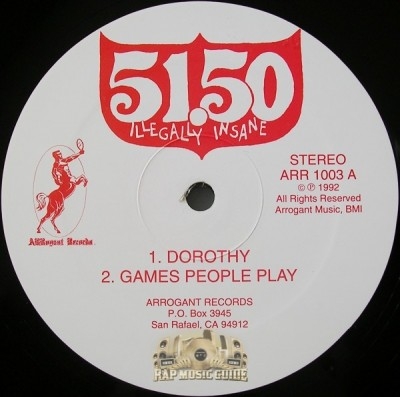 51.50
ILLEGALLY INSANE
STEREO
ARR 1003 A
© ℗ 1992
All Rights Reserved
Arrogant Music, BMI
ARRogant Records
1. DOROTHY
2. GAMES PEOPLE PLAY
ARROGANT RECORDS
P.O. Box 3945
San Rafael, CA 94912
RAP MUSIC GUIDE